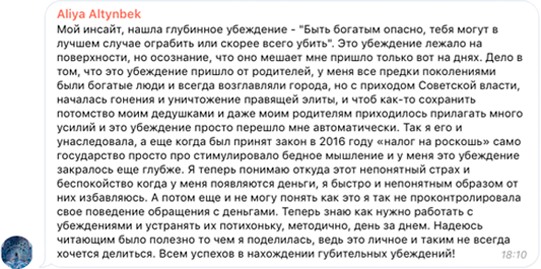 Aliya Altynbek
Мой инсайт, нашла глубинное убеждение - "Быть богатым опасно, тебя могут в
лучшем случае ограбить или скорее всего убить". Это убеждение лежало на
поверхности, но осознание, что оно мешает мне пришло только вот на днях. Дело в
том, что это убеждение пришло от родителей, у меня все предки поколениями
были богатые люди и всегда возглавляли города, но с приходом Советской власти,
началась гонения и уничтожение правящей элиты, и чтоб как-то сохранить
потомство моим дедушками и даже моим родителям приходилось прилагать много
усилий и это убеждение просто перешло мне автоматически. Так я его и
унаследовала, а еще когда был принят закон в 2016 году «налог на роскошь» само
государство просто про стимулировало бедное мышление и у меня это убеждение
закралось еще глубже. Я теперь понимаю откуда этот непонятный страх и
беспокойство когда у меня появляются деньги, я быстро и непонятным образом от
них избавляюсь. А потом еще и не могу понять как это я так не проконтролировала
свое поведение обращения с деньгами. Теперь знаю как нужно работать с
убеждениями и устранять их потихоньку, методично, день за днем. Надеюсь
читающим было полезно то чем я поделилась, ведь это личное и таким не всегда
хочется делиться. Всем успехов в нахождении губительных убеждений!
18:10